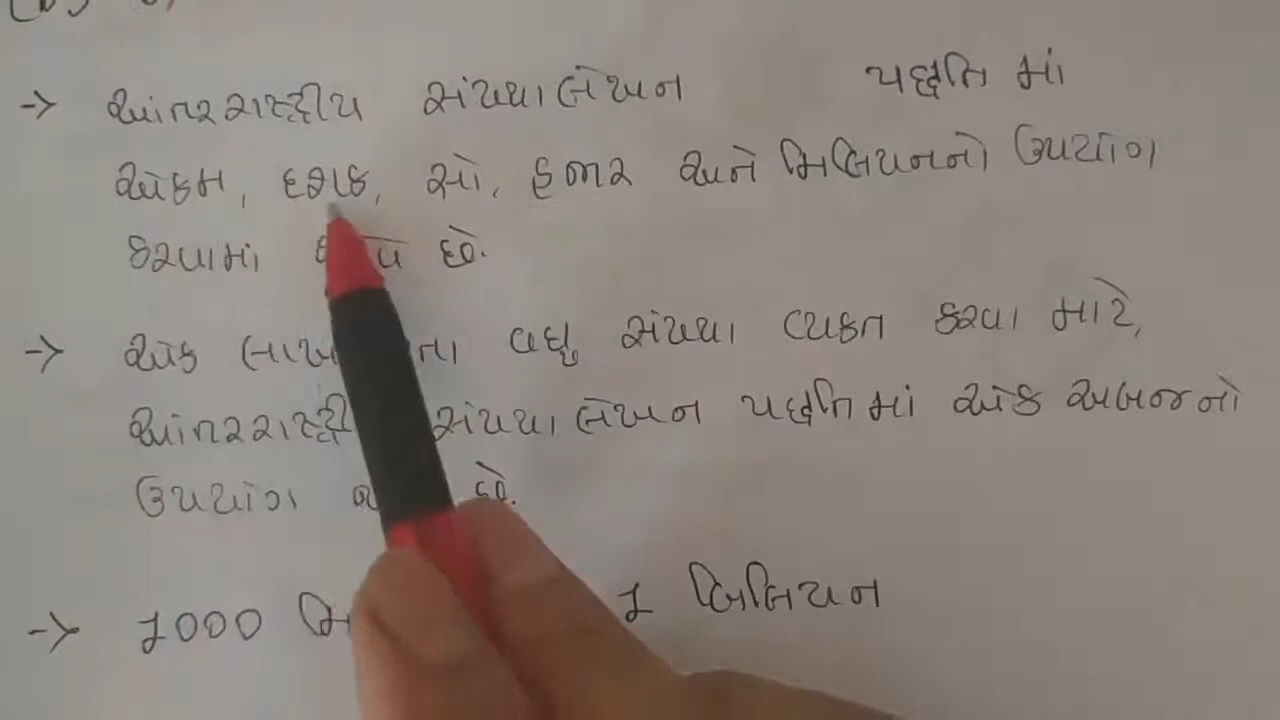 → આંતરરાષ્ટ્રીય સંખ્યાલેખન પદ્ધતિ માં
એકમ, દશક, સો, હજાર અને મિલિયનનો ઉપયોગ
કરવામાં છે.
→ એક વધુ સંખ્યા વ્યક્ત કરવા માટે,
સંખ્યાલેખન પદ્ધતિમાં એક અબજનો
ઉપયોગ છે.
→ 1000 1 બિલિયન